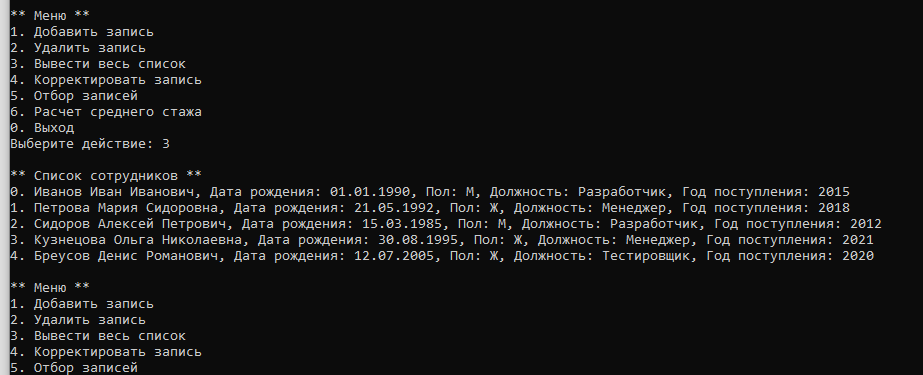 ** Меню **
1. Добавить запись
2. Удалить запись
3. Вывести весь список
4. Корректировать запись
5. Отбор записей
6. Расчет среднего стажа
0. Выход
Выберите действие: 3
** Список сотрудников **
0. Иванов Иван Иванович, Дата рождения: 01.01.1990, Пол: М, Должность: Разработчик, Год поступления: 2015
1. Петрова Мария Сидоровна, Дата рождения: 21.05.1992, Пол: Ж, Должность: Менеджер, Год поступления: 2018
2. Сидоров Алексей Петрович, Дата рождения: 15.03.1985, Пол: М, Должность: Разработчик, Год поступления: 2012
3. Кузнецова Ольга Николаевна, Дата рождения: 30.08.1995, Пол: Ж, Должность: Менеджер, Год поступления: 2021
4. Бреусов Денис Романович, Дата рождения: 12.07.2005, Пол: Ж, Должность: Тестировщик, Год поступления: 2020
** Меню **
1. Добавить запись
2. Удалить запись
3. Вывести весь список
4. Корректировать запись
5. Отбор записей